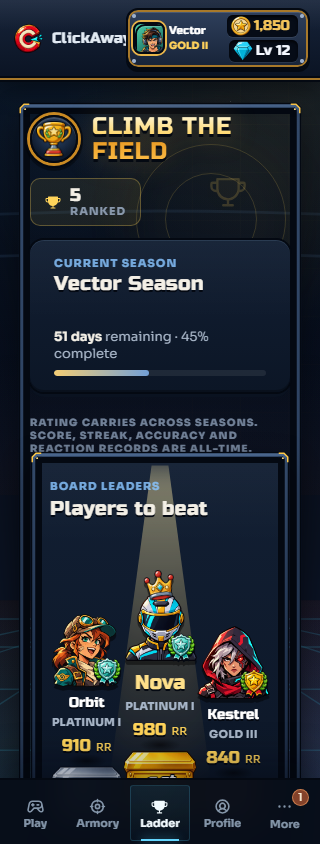 ClickAway
Vector
GOLD II
1,850
Lv 12
CLIMB THE
FIELD
5
RANKED
CURRENT SEASON
Vector Season
51 days remaining · 45%
complete
RATING CARRIES ACROSS SEASONS.
SCORE, STREAK, ACCURACY AND
REACTION RECORDS ARE ALL-TIME.
BOARD LEADERS
Players to beat
Orbit
PLATINUM I
910 RR
Nova
PLATINUM I
980 RR
Kestrel
GOLD III
840 RR
Play
Armory
Ladder
Profile
1
More